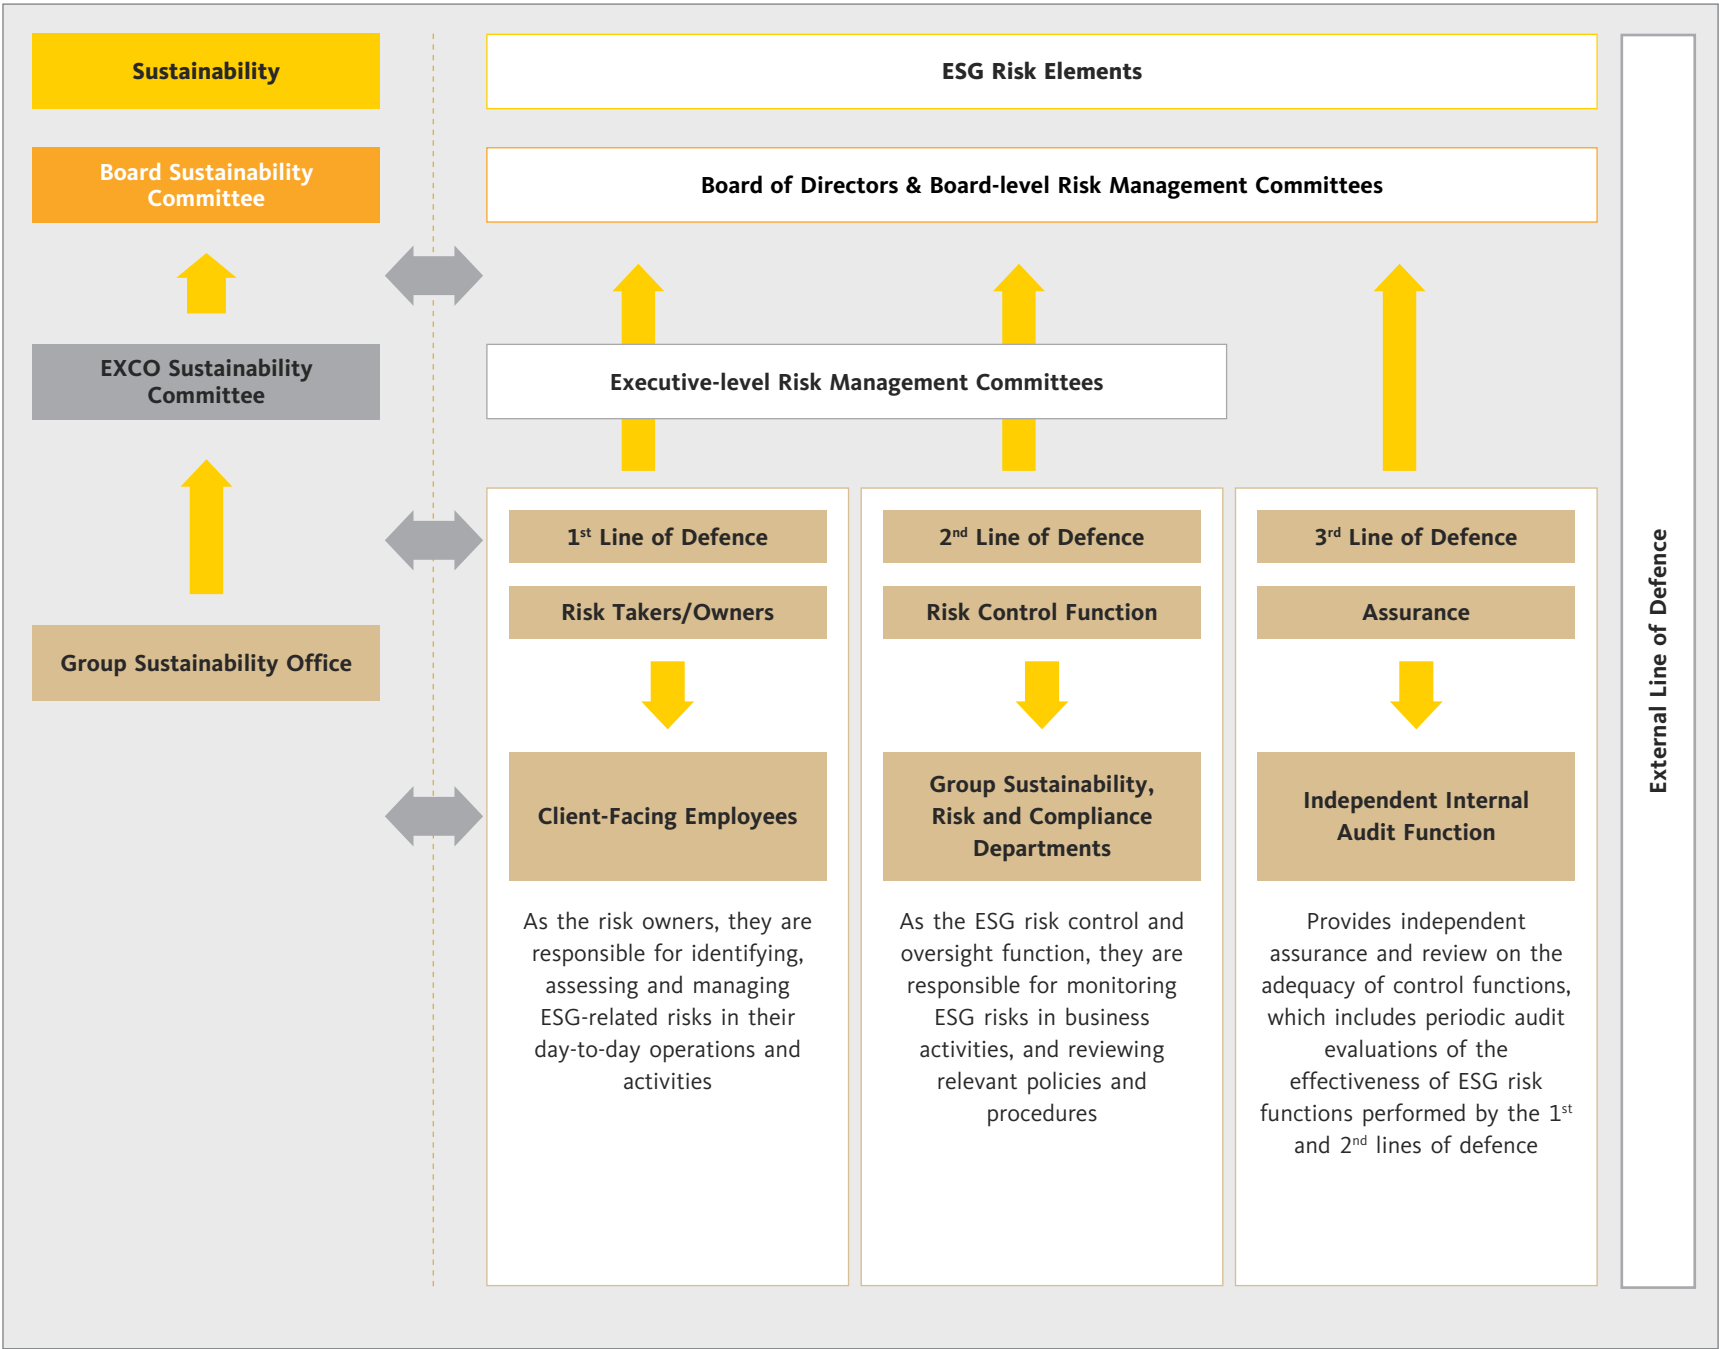 Sustainability
Board Sustainability
Committee
EXCO Sustainability
Committee
Group Sustainability Office
ESG Risk Elements
Board of Directors & Board-level Risk Management Committees
Executive-level Risk Management Committees
1st Line of Defence
Risk Takers/Owners
Client-Facing Employees
As the risk owners, they are
responsible for identifying,
assessing and managing
ESG-related risks in their
day-to-day operations and
activities
2nd Line of Defence
Risk Control Function
Group Sustainability,
Risk and Compliance
Departments
As the ESG risk control and
oversight function, they are
responsible for monitoring
ESG risks in business
activities, and reviewing
relevant policies and
procedures
3rd Line of Defence
Assurance
Independent Internal
Audit Function
Provides independent
assurance and review on the
adequacy of control functions,
which includes periodic audit
evaluations of the
effectiveness of ESG risk
functions performed by the 1st
and 2nd lines of defence
External Line of Defence